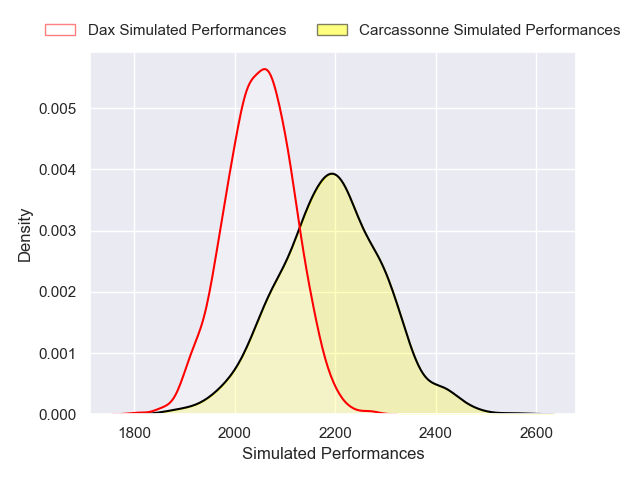 Dax Simulated Performances
Carcassonne Simulated Performances
Density
0.005
0.004
0.003
0.002
0.001
0.000
1800 2000 2200 2400 2600
Simulated Performances